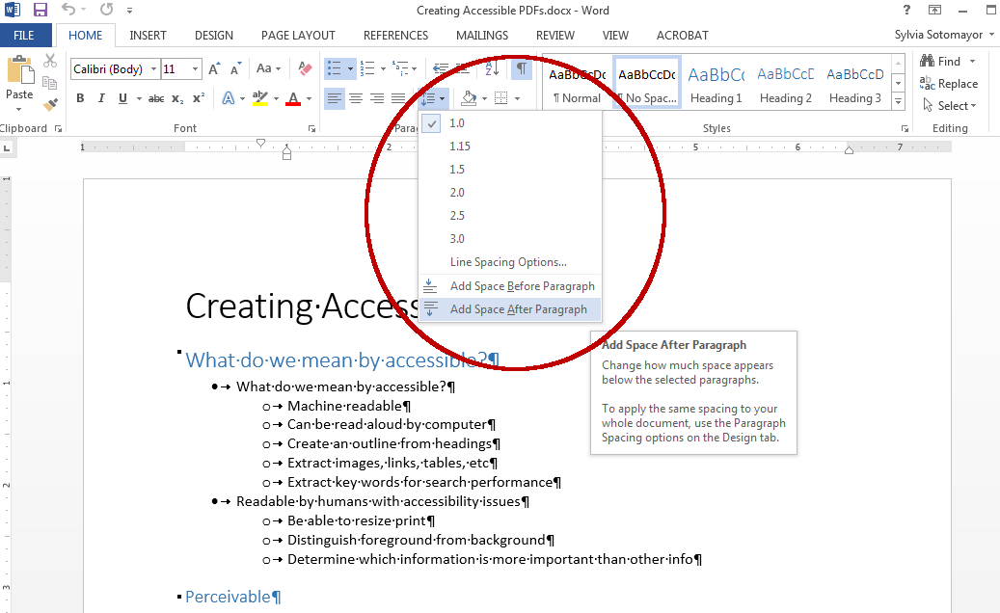 Creating Accessible PDFs.docx - Word
FILE HOME INSERT DESIGN PAGE LAYOUT REFERENCES MAILINGS REVIEW VIEW ACROBAT Sylvia Sotomayor
Calibri (Body) 11 Aa AaBbCcDc AaBbCcDc AaBbCc AaBbCcD AaBbCcD Find
Paste B I U abc x₂ x² A A ¶ Normal ¶ No Spac... Heading 1 Heading 2 Heading 3 Replace
Select
Clipboard Font Parag Styles Editing
1 1 2 5 6 7
1.0
1.15
1.5
2.0
2.5
3.0
Line Spacing Options...
Add Space Before Paragraph
Add Space After Paragraph
Creating·Access
Add Space After Paragraph
Change how much space appears
below the selected paragraphs.
To apply the same spacing to your
whole document, use the Paragraph
Spacing options on the Design tab.
What·do·we·mean·by·accessible?¶
●→ What·do·we·mean·by·accessible?¶
o→ Machine·readable¶
o→ Can·be·read·aloud·by·computer¶
o→ Create·an·outline·from·headings¶
o→ Extract·images,·links,·tables,·etc¶
o→ Extract·key·words·for·search·performance¶
●→ Readable·by·humans·with·accessibility·issues¶
o→ Be·able·to·resize·print¶
o→ Distinguish·foreground·from·background¶
o→ Determine·which·information·is·more·important·than·other·info¶
Perceivable¶